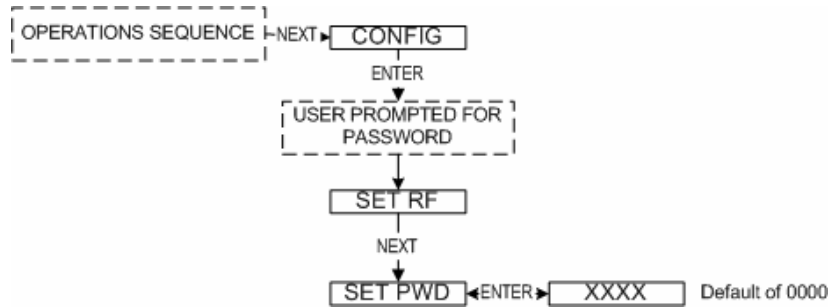 OPERATIONS SEQUENCE
NEXT
CONFIG
ENTER
USER PROMPTED FOR
PASSWORD
SET RF
NEXT
SET PWD
ENTER
XXXX
Default of 0000